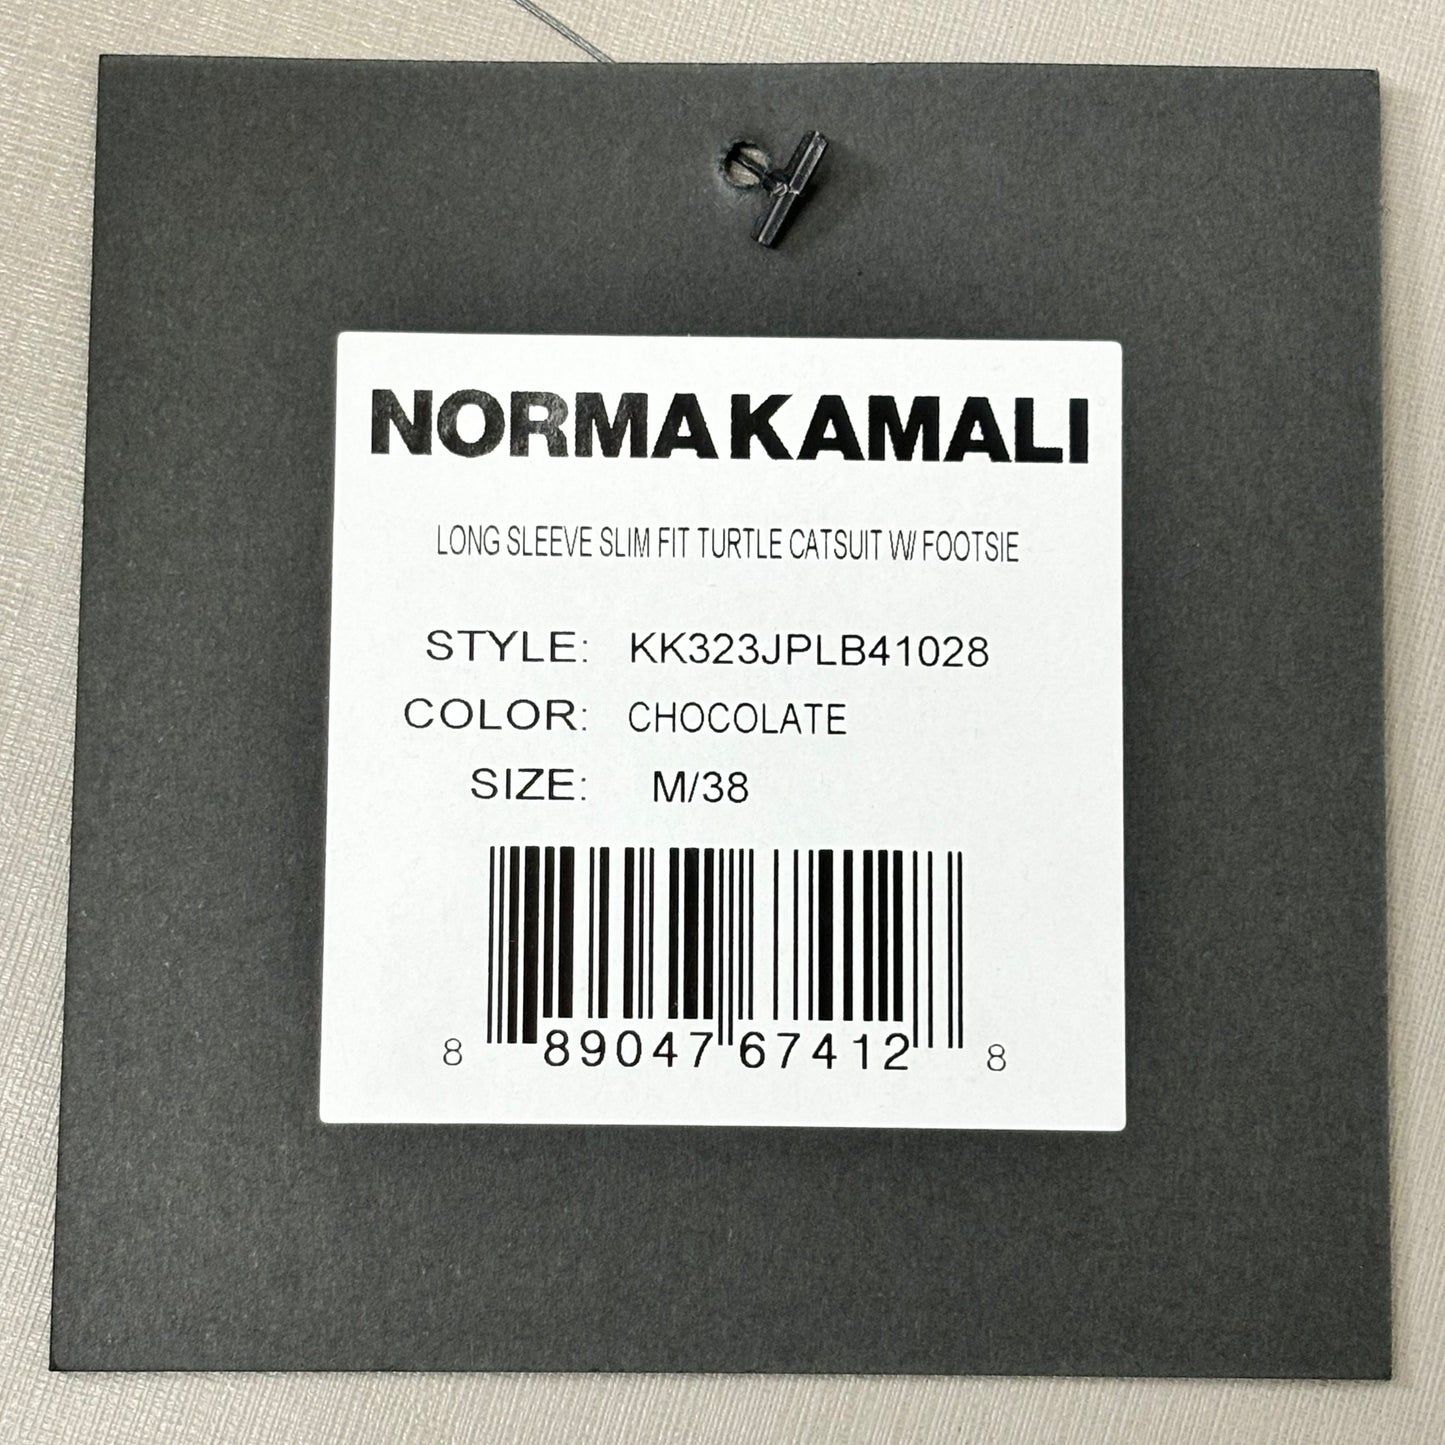 NORMAKAMALI
LONG SLEEVE SLIM FIT TURTLE CATSUIT W/ FOOTSIE
STYLE: KK323JPLB41028
COLOR: CHOCOLATE
SIZE: M/38
8 89047 67412 8